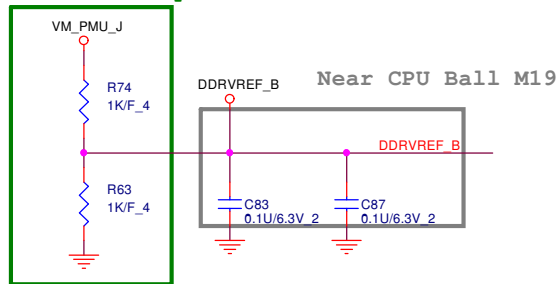 VM_PMU_J
R74
1K/F_4
DDRVREF_B
Near CPU Ball M19
DDRVREF_B
R63
1K/F_4
C83
0.1U/6.3V_2
C87
0.1U/6.3V_2